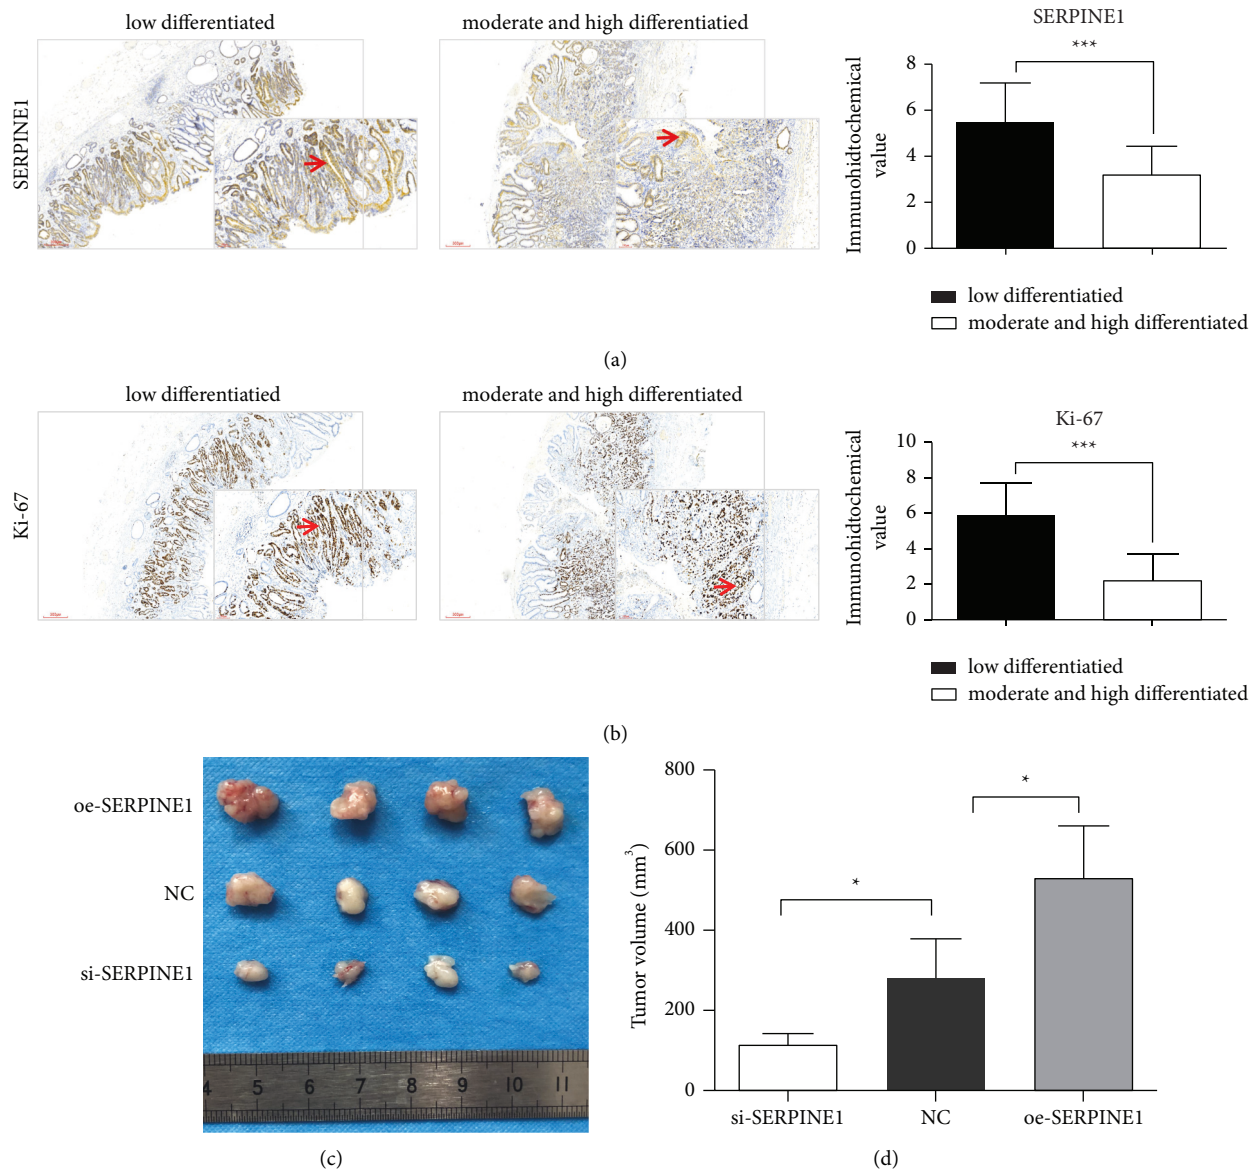 low differentiatied
moderate and high differentiatied
SERPINE1
SERPINE1
***
8
6
4
2
0
Immunohidtochemical
value
low differentiatied
moderate and high differentiated
(a)
low differentiatied
moderate and high differentiatied
Ki-67
Ki-67
***
10
8
6
4
2
0
Immunohidtochemical
value
low differentiatied
moderate and high differentiated
(b)
oe-SERPINE1
NC
si-SERPINE1
4 5 6 7 8 9 10 11
(c)
800
600
400
200
0
Tumor volume (mm³)
*
*
si-SERPINE1
NC
oe-SERPINE1
(d)